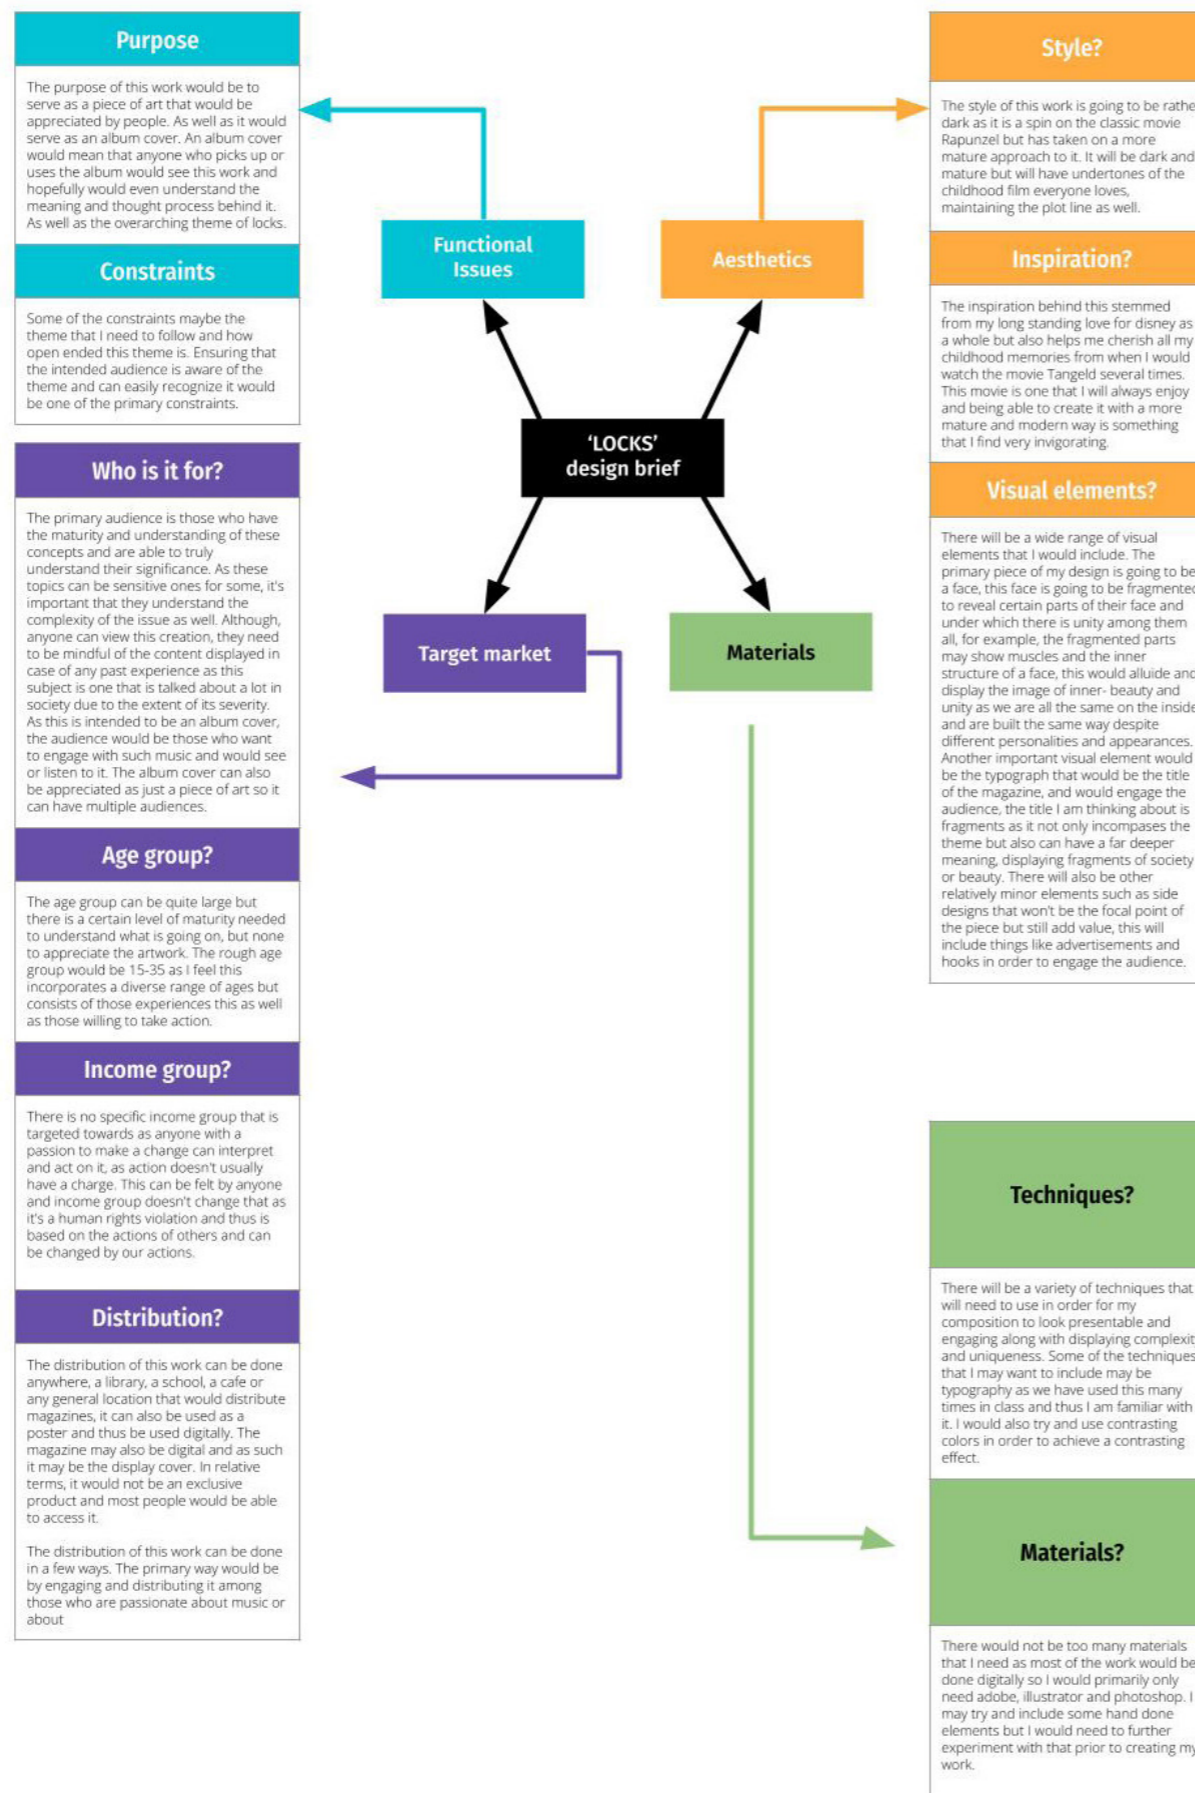 Purpose
The purpose of this work would be to
serve as a piece of art that would be
appreciated by people. As well as it would
serve as an album cover. An album cover
would mean that anyone who picks up or
uses the album would see this work and
hopefully would even understand the
meaning and thought process behind it.
As well as the overarching theme of locks.
Constraints
Some of the constraints maybe the
theme that I need to follow and how
open ended this theme is. Ensuring that
the intended audience is aware of the
theme and can easily recognize it would
be one of the primary constraints.
Who is it for?
The primary audience is those who have
the maturity and understanding of these
concepts and are able to truly
understand their significance. As these
topics can be sensitive ones for some, it's
important that they understand the
complexity of the issue as well. Although,
anyone can view this creation, they need
to be mindful of the content displayed in
case of any past experience as this
subject is one that is talked about a lot in
society due to the extent of its severity.
As this is intended to be an album cover,
the audience would be those who want
to engage with such music and would see
or listen to it. The album cover can also
be appreciated as just a piece of art so it
can have multiple audiences.
Age group?
The age group can be quite large but
there is a certain level of maturity needed
to understand what is going on, but none
to appreciate the artwork. The rough age
group would be 15-35 as I feel this
incorporates a diverse range of ages but
consists of those experiences this as well
as those willing to take action.
Income group?
There is no specific income group that is
targeted towards as anyone with a
passion to make a change can interpret
and act on it, as action doesn't usually
have a charge. This can be felt by anyone
and income group doesn't change that as
it's a human rights violation and thus is
based on the actions of others and can
be changed by our actions.
Distribution?
The distribution of this work can be done
anywhere, a library, a school, a cafe or
any general location that would distribute
magazines, it can also be used as a
poster and thus be used digitally. The
magazine may also be digital and as such
it may be the display cover. In relative
terms, it would not be an exclusive
product and most people would be able
to access it.
The distribution of this work can be done
in a few ways. The primary way would be
by engaging and distributing it among
those who are passionate about music or
about
Functional
Issues
Aesthetics
'LOCKS'
design brief
Target market
Materials
Style?
The style of this work is going to be rathe
dark as it is a spin on the classic movie
Rapunzel but has taken on a more
mature approach to it. It will be dark and
mature but will have undertones of the
childhood film everyone loves,
maintaining the plot line as well.
Inspiration?
The inspiration behind this stemmed
from my long standing love for disney as
a whole but also helps me cherish all my
childhood memories from when I would
watch the movie Tangeld several times.
This movie is one that I will always enjoy
and being able to create it with a more
mature and modern way is something
that I find very invigorating.
Visual elements?
There will be a wide range of visual
elements that I would include. The
primary piece of my design is going to be
a face, this face is going to be fragmented
to reveal certain parts of their face and
under which there is unity among them
all, for example, the fragmented parts
may show muscles and the inner
structure of a face, this would alluide and
display the image of inner- beauty and
unity as we are all the same on the inside
and are built the same way despite
different personalities and appearances.
Another important visual element would
be the typograph that would be the title
of the magazine, and would engage the
audience, the title I am thinking about is
fragments as it not only incompases the
theme but also can have a far deeper
meaning, displaying fragments of society
or beauty. There will also be other
relatively minor elements such as side
designs that won't be the focal point of
the piece but still add value, this will
include things like advertisements and
hooks in order to engage the audience.
Techniques?
There will be a variety of techniques that
will need to use in order for my
composition to look presentable and
engaging along with displaying complexit
and uniqueness. Some of the techniques
that I may want to include may be
typography as we have used this many
times in class and thus I am familiar with
it. I would also try and use contrasting
colors in order to achieve a contrasting
effect.
Materials?
There would not be too many materials
that I need as most of the work would be
done digitally so I would primarily only
need adobe, illustrator and photoshop. I
may try and include some hand done
elements but I would need to further
experiment with that prior to creating my
work.